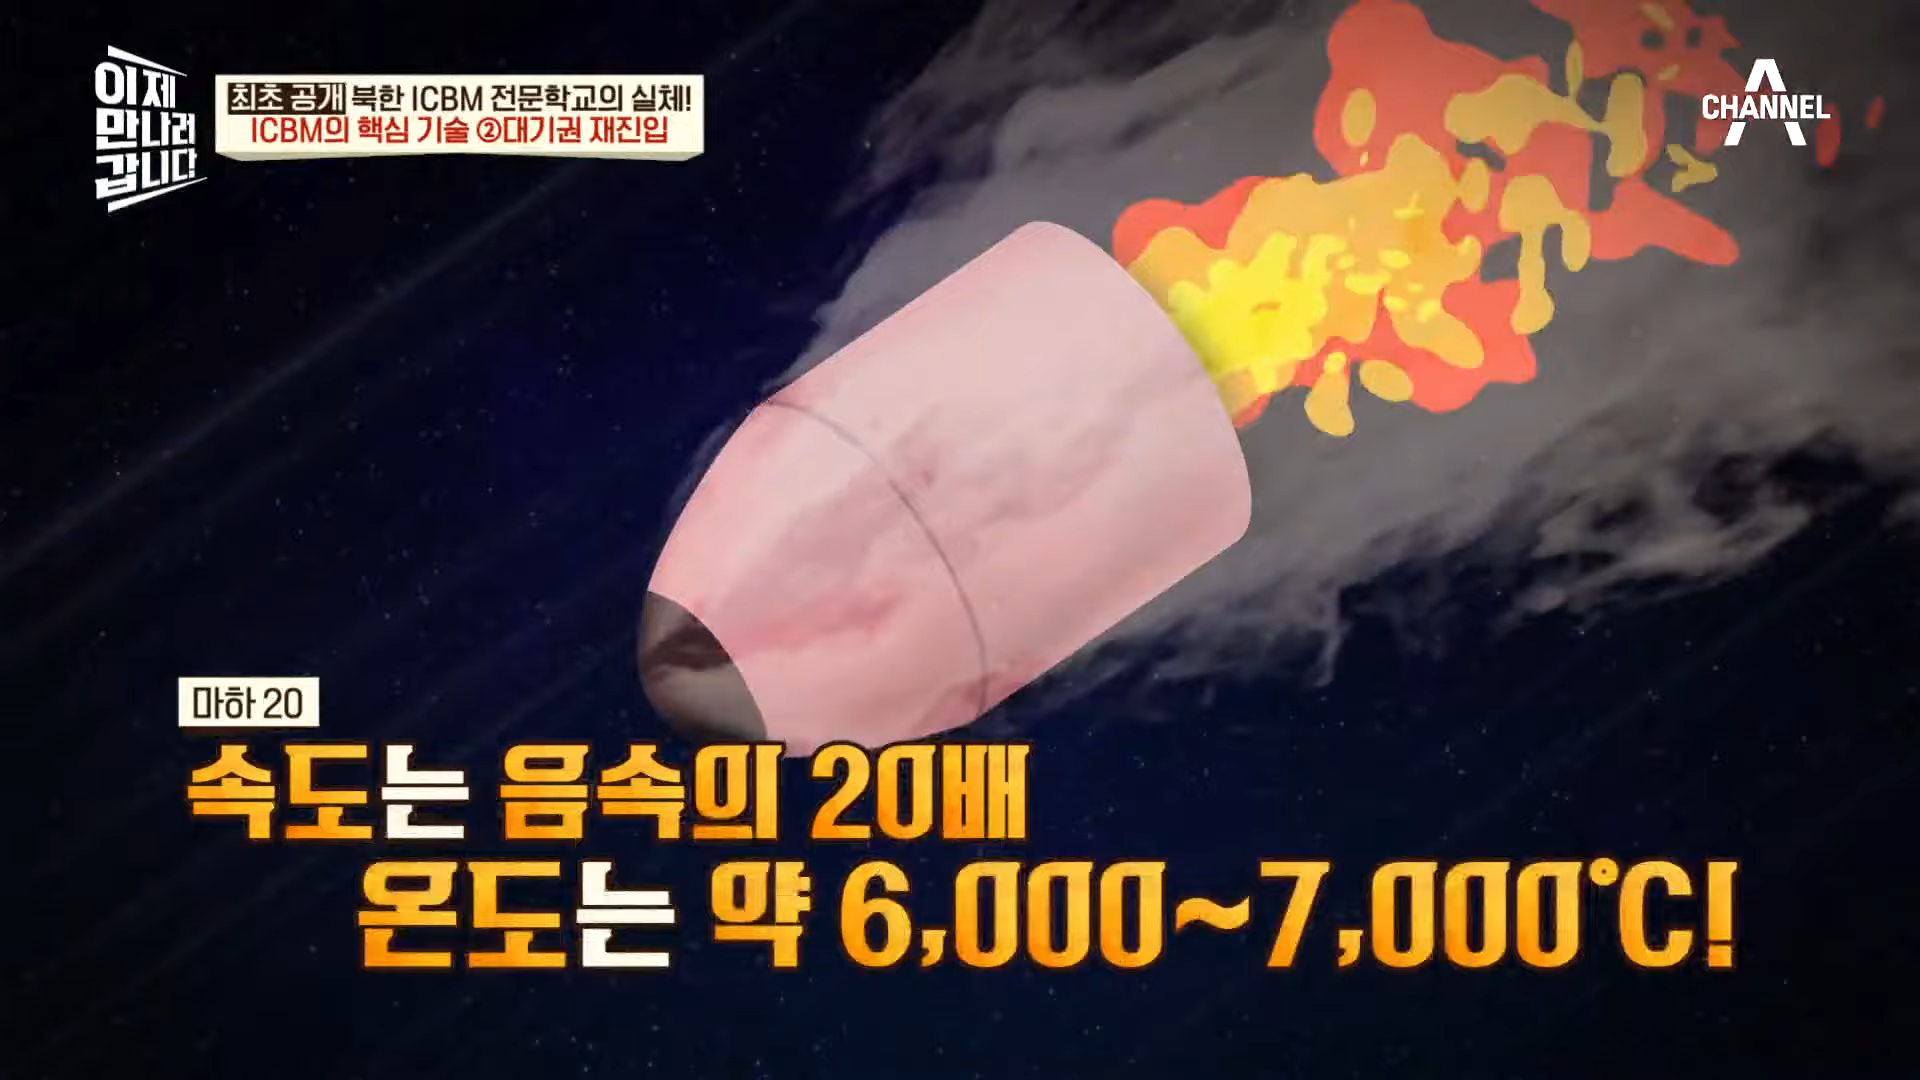 이제
만나러
갑니다
최초 공개 북한 ICBM 전문학교의 실체!
ICBM의 핵심 기술 ②대기권 재진입
CHANNEL A
마하 20
속도는 음속의 20배
온도는 약 6,000~7,000℃!